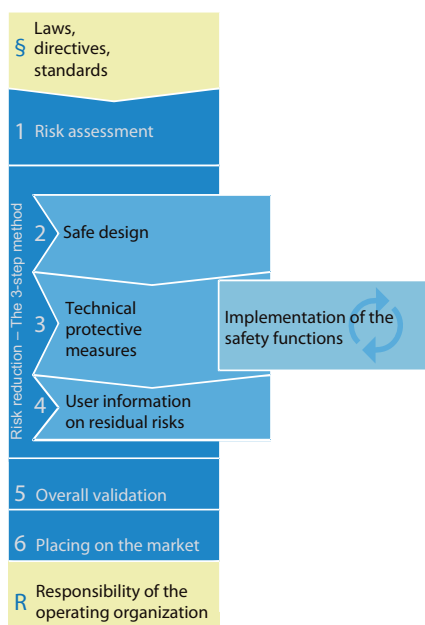 § Laws,
directives,
standards
1 Risk assessment
Risk reduction – The 3-step method
2 Safe design
3 Technical
protective
measures
Implementation of the
safety functions
4 User information
on residual risks
5 Overall validation
6 Placing on the market
R Responsibility of the
operating organization